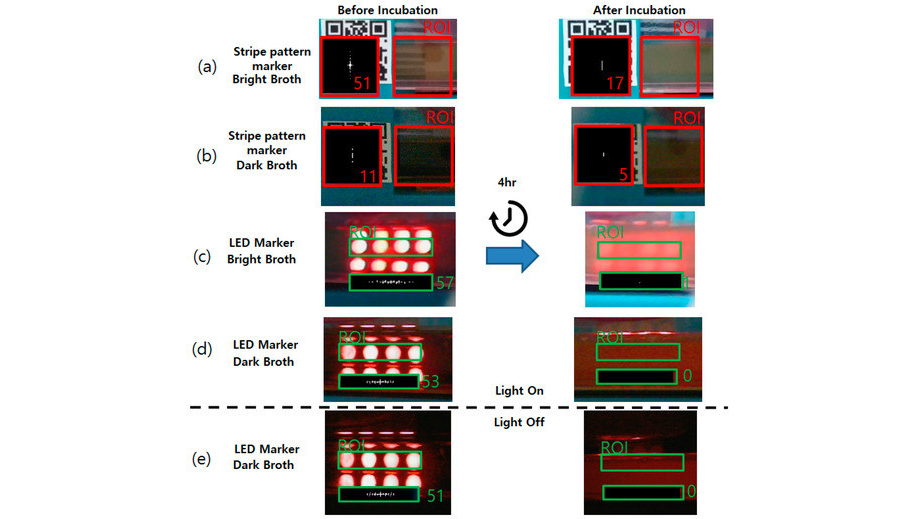 Before Incubation
After Incubation
(a)
Stripe pattern
marker
Bright Broth
ROI
51
ROI
17
(b)
Stripe pattern
marker
Dark Broth
ROI
11
ROI
5
4hr
(c)
LED Marker
Bright Broth
ROI
57
ROI
(d)
LED Marker
Dark Broth
ROI
53
ROI
0
Light On
Light Off
(e)
LED Marker
Dark Broth
ROI
51
ROI
0